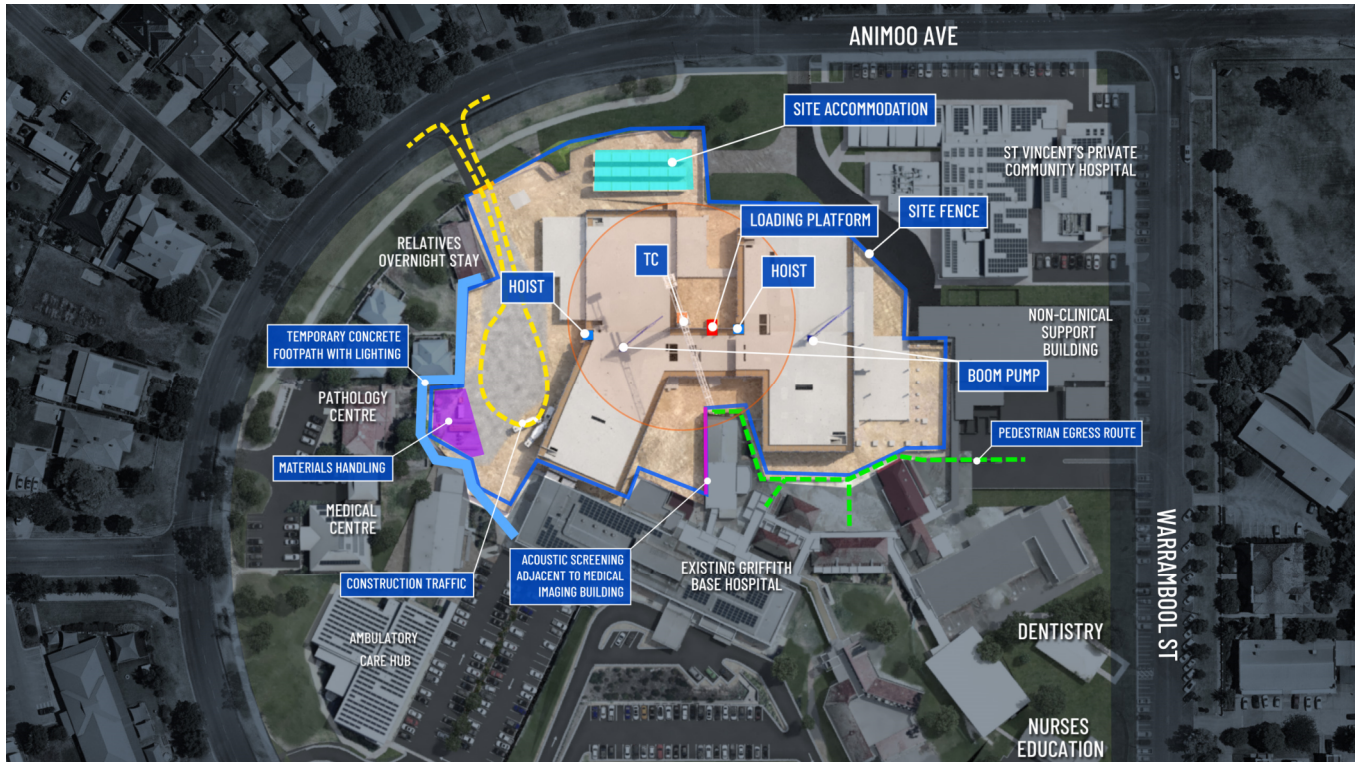 ANIMOO AVE
SITE ACCOMMODATION
ST VINCENT'S PRIVATE
COMMUNITY HOSPITAL
LOADING PLATFORM
SITE FENCE
RELATIVES
OVERNIGHT STAY
TC
HOIST
HOIST
NON-CLINICAL
SUPPORT
BUILDING
TEMPORARY CONCRETE
FOOTPATH WITH LIGHTING
BOOM PUMP
PATHOLOGY
CENTRE
PEDESTRIAN EGRESS ROUTE
MATERIALS HANDLING
MEDICAL
CENTRE
WARRAMBOOL ST
ACOUSTIC SCREENING
ADJACENT TO MEDICAL
IMAGING BUILDING
EXISTING GRIFFITH
BASE HOSPITAL
CONSTRUCTION TRAFFIC
AMBULATORY
CARE HUB
DENTISTRY
NURSES
EDUCATION